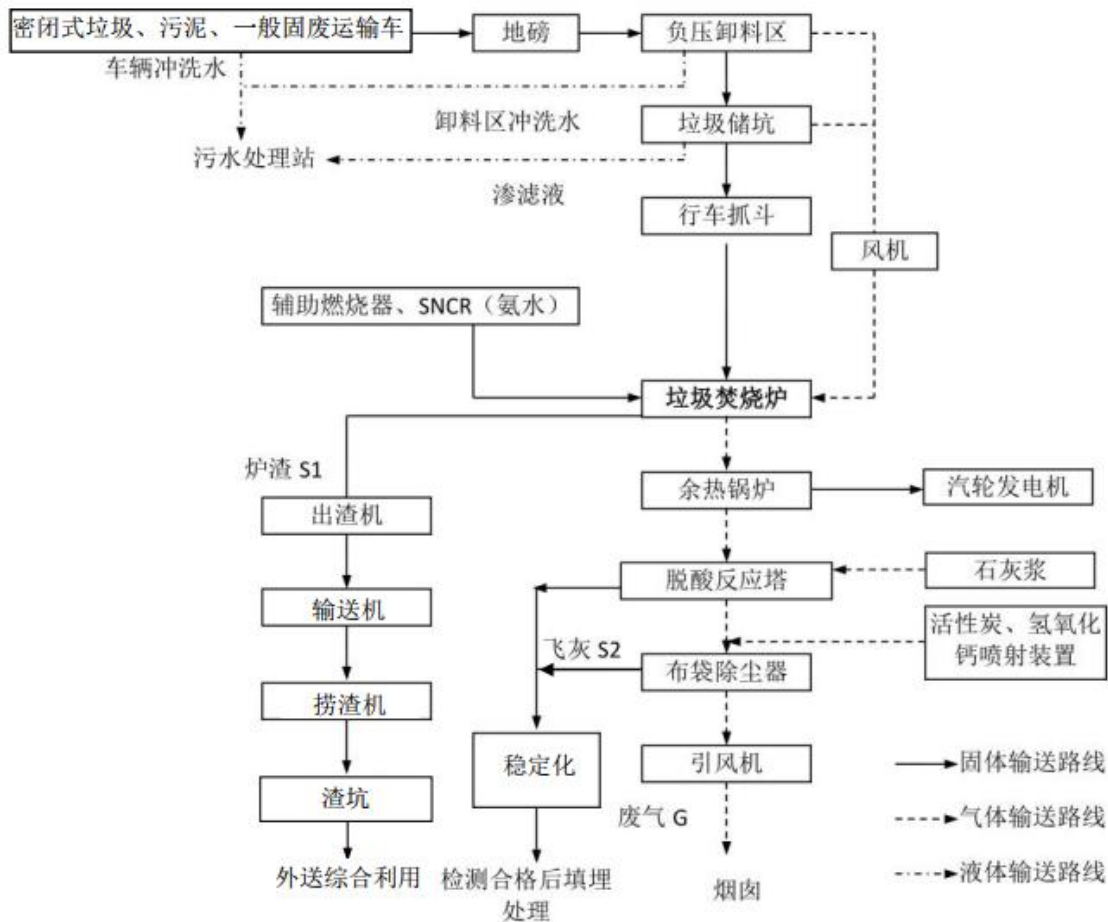 密闭式垃圾、污泥、一般固废运输车
地磅
负压卸料区
车辆冲洗水
卸料区冲洗水
垃圾储坑
污水处理站
渗滤液
行车抓斗
风机
辅助燃烧器、SNCR（氨水）
垃圾焚烧炉
炉渣 S1
余热锅炉
汽轮发电机
出渣机
脱酸反应塔
石灰浆
输送机
活性炭、氢氧化
钙喷射装置
飞灰 S2
布袋除尘器
捞渣机
稳定化
引风机
固体输送路线
渣坑
废气 G
气体输送路线
外送综合利用
检测合格后填埋
处理
烟囱
液体输送路线